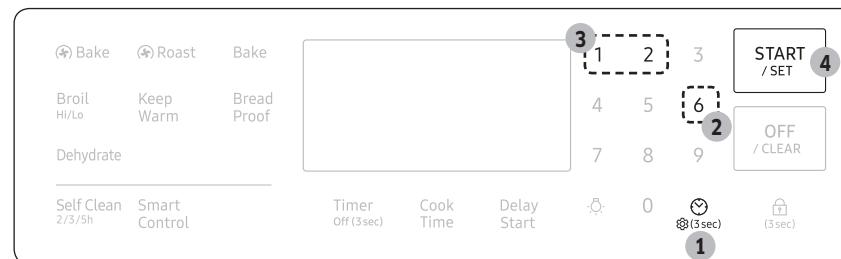 Bake Roast Bake
3
1 2 3
START
/ SET
4
Broil
Hi/Lo
Keep
Warm
Bread
Proof
4 5 6
2
OFF
/ CLEAR
Dehydrate
7 8 9
Self Clean
2/3/5h
Smart
Control
Timer
Off (3 sec)
Cook
Time
Delay
Start
0
(3 sec)
(3 sec)
1